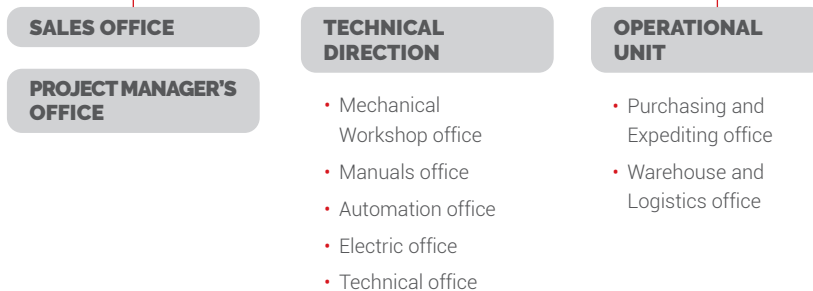 SALES OFFICE
PROJECT MANAGER'S
OFFICE
TECHNICAL
DIRECTION
• Mechanical
Workshop office
• Manuals office
• Automation office
• Electric office
• Technical office
OPERATIONAL
UNIT
• Purchasing and
Expediting office
• Warehouse and
Logistics office